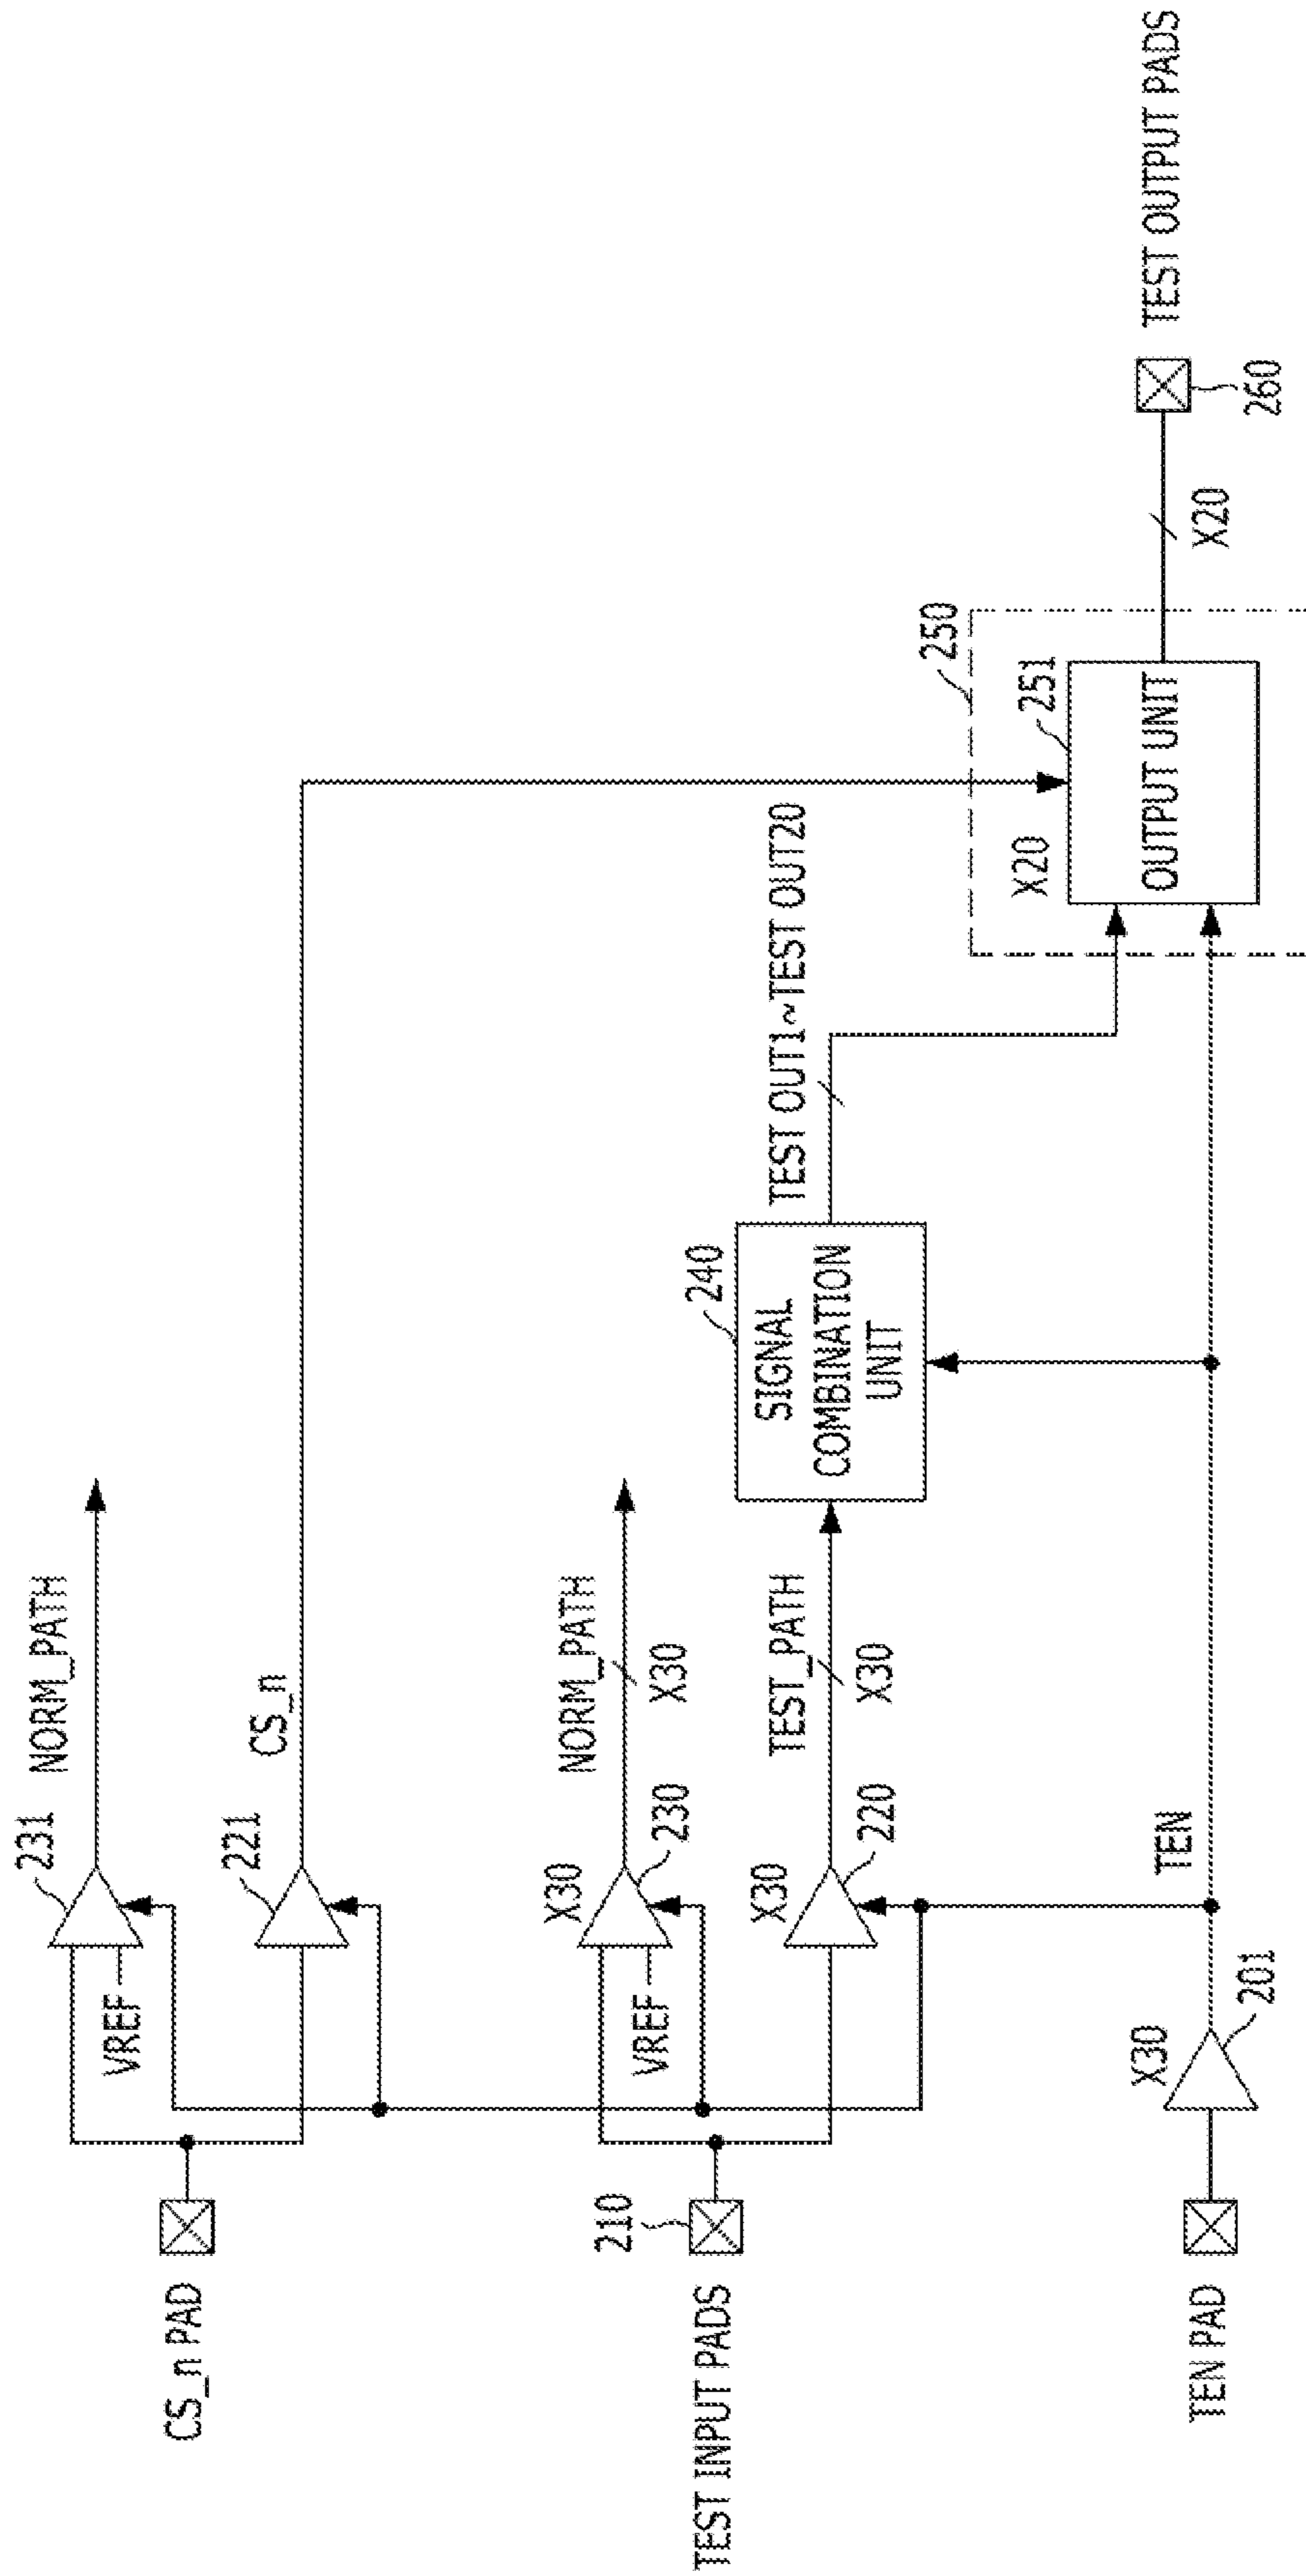 CS_n PAD
231
NORM_PATH
VREF
221
CS_n
TEST INPUT PADS
210
X30
230
NORM_PATH
X30
VREF
X30
220
TEST_PATH
X30
240
SIGNAL
COMBINATION
UNIT
TEST OUT1~TEST OUT20
TEN PAD
X30
201
TEN
250
X20
251
OUTPUT UNIT
X20
260
TEST OUTPUT PADS